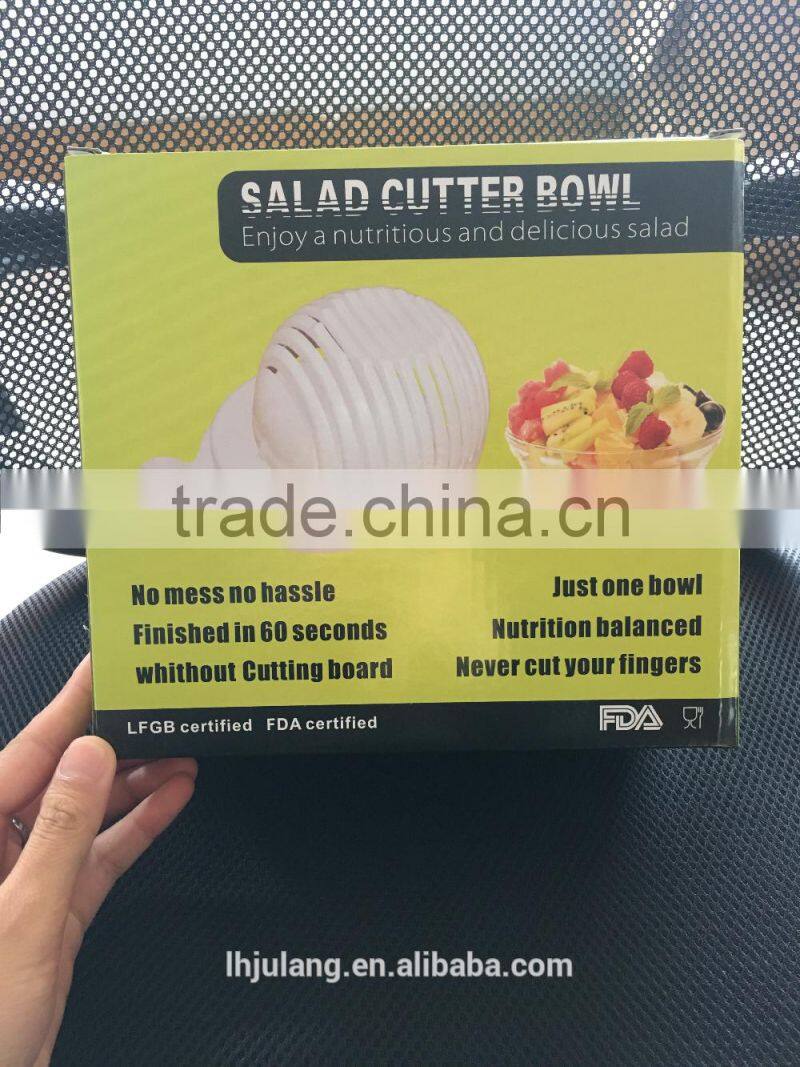 SALAD CUTTER BOWL
Enjoy a nutritious and delicious salad
trade.china.cn
No mess no hassle
Finished in 60 seconds
whithout Cutting board
Just one bowl
Nutrition balanced
Never cut your fingers
LFGB certified FDA certified
FDA
lhjulang.en.alibaba.com